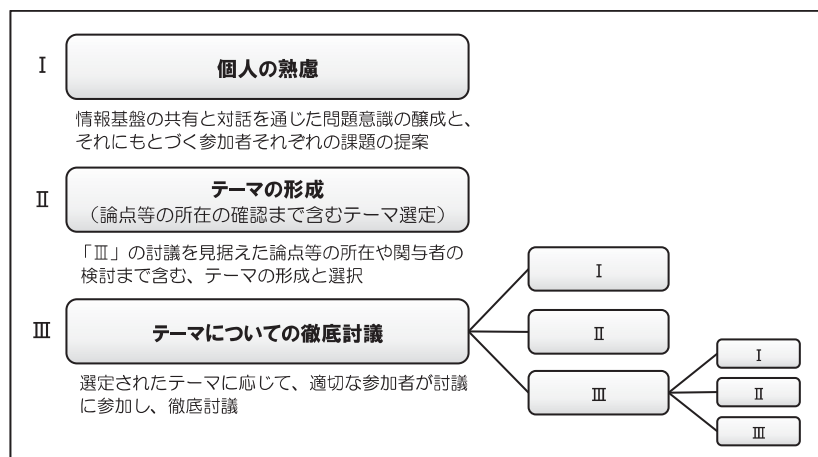 Ⅰ
個人の熟慮
情報基盤の共有と対話を通じた問題意識の醸成と、
それにもとづく参加者それぞれの課題の提案
Ⅱ
テーマの形成
（論点等の所在の確認まで含むテーマ選定）
「Ⅲ」の討議を見据えた論点等の所在や関与者の
検討まで含む、テーマの形成と選択
Ⅲ
テーマについての徹底討議
選定されたテーマに応じて、適切な参加者が討議
に参加し、徹底討議
Ⅰ
Ⅱ
Ⅲ
Ⅰ
Ⅱ
Ⅲ